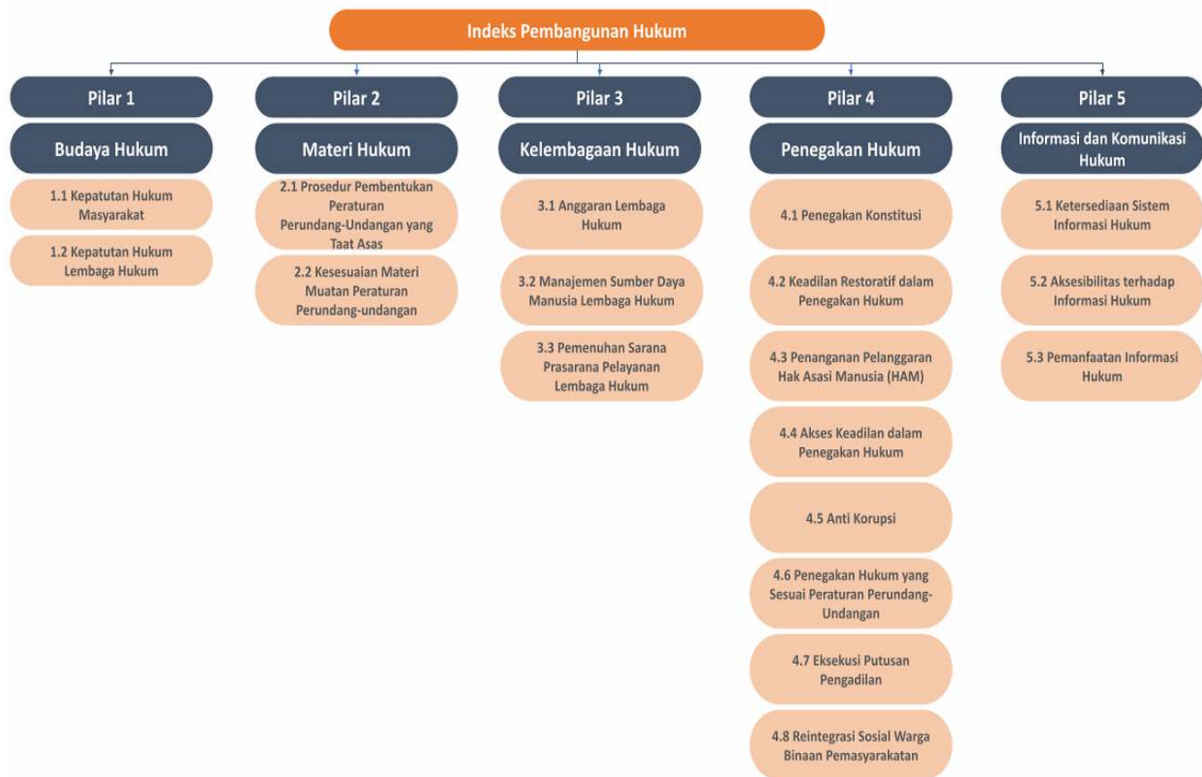 Indeks Pembangunan Hukum
Pilar 1
Budaya Hukum
1.1 Kepatutan Hukum
Masyarakat
1.2 Kepatutan Hukum
Lembaga Hukum
Pilar 2
Materi Hukum
2.1 Prosedur Pembentukan
Peraturan
Perundang-Undangan yang
Taat Asas
2.2 Kesesuaian Materi
Muatan Peraturan
Perundang-undangan
Pilar 3
Kelembagaan Hukum
3.1 Anggaran Lembaga
Hukum
3.2 Manajemen Sumber Daya
Manusia Lembaga Hukum
3.3 Pemenuhan Sarana
Prasarana Pelayanan
Lembaga Hukum
Pilar 4
Penegakan Hukum
4.1 Penegakan Konstitusi
4.2 Keadilan Restoratif dalam
Penegakan Hukum
4.3 Penanganan Pelanggaran
Hak Asasi Manusia (HAM)
4.4 Akses Keadilan dalam
Penegakan Hukum
4.5 Anti Korupsi
4.6 Penegakan Hukum yang
Sesuai Peraturan Perundang-
Undangan
4.7 Eksekusi Putusan
Pengadilan
4.8 Reintegrasi Sosial Warga
Binaan Pemasyarakatan
Pilar 5
Informasi dan Komunikasi
Hukum
5.1 Ketersediaan Sistem
Informasi Hukum
5.2 Aksesibilitas terhadap
Informasi Hukum
5.3 Pemanfaatan Informasi
Hukum